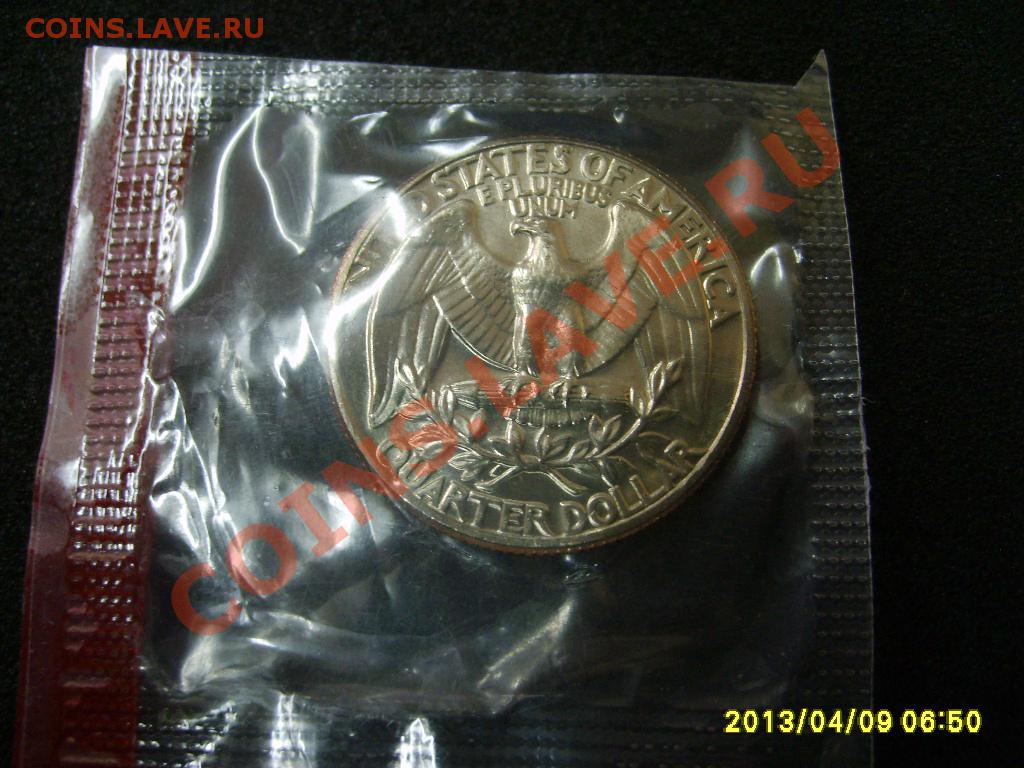 COINS.LAVE.RU
UNITED STATES OF AMERICA
E PLURIBUS
UNUM
COINS.LAVE.RU
QUARTER DOLLAR
2013/04/09 06:50